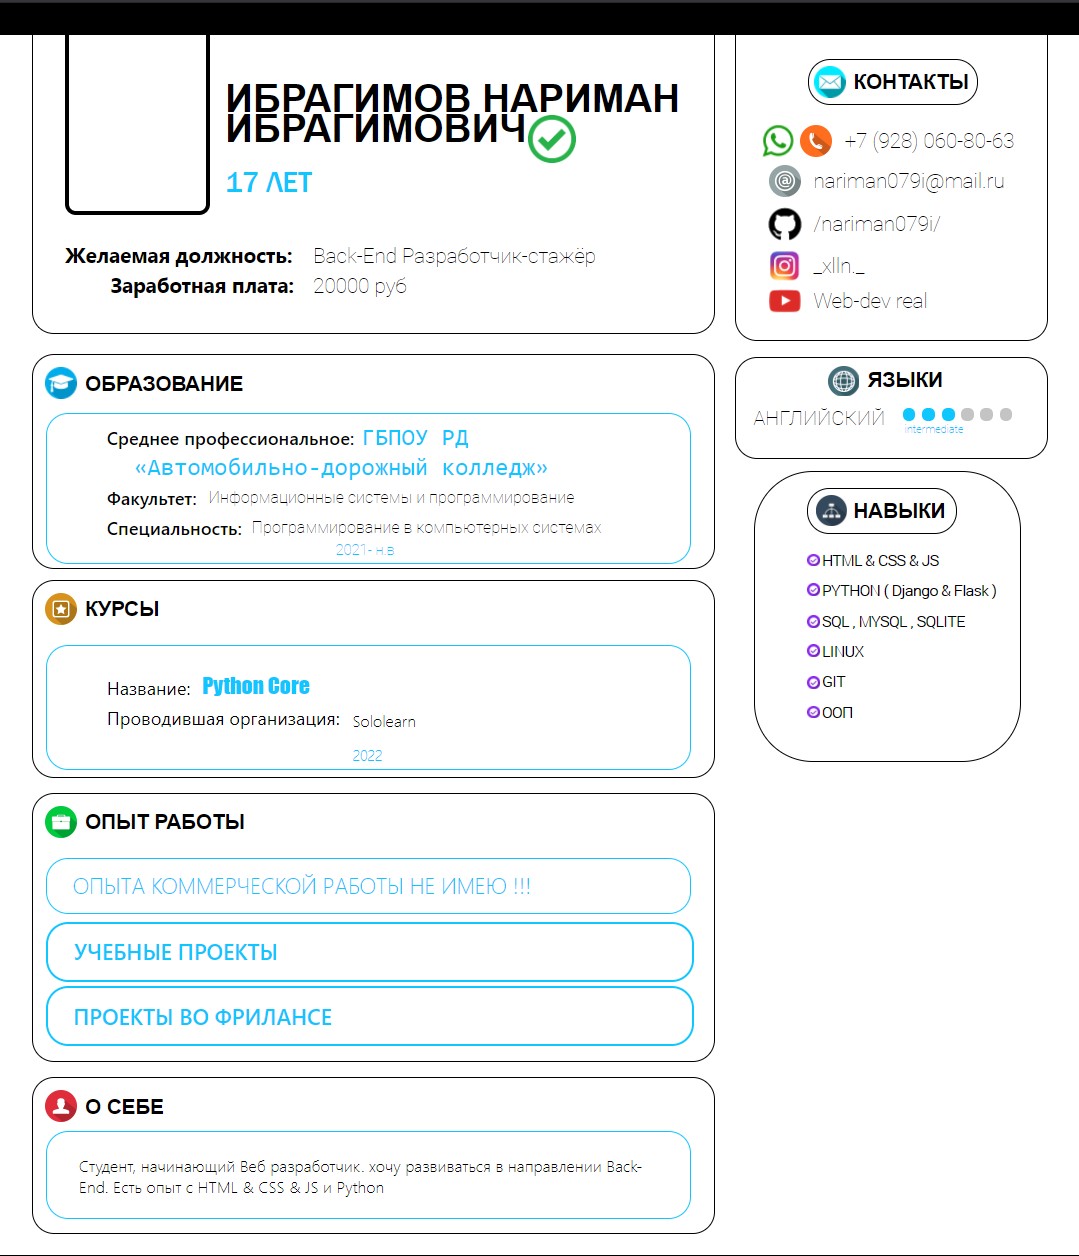 ИБРАГИМОВ НАРИМАН
ИБРАГИМОВИЧ
17 ЛЕТ
Желаемая должность: Back-End Разработчик-стажёр
Заработная плата: 20000 руб
КОНТАКТЫ
+7 (928) 060-80-63
nariman079i@mail.ru
/nariman079i/
_xlln._
Web-dev real
ЯЗЫКИ
АНГЛИЙСКИЙ
intermediate
НАВЫКИ
HTML & CSS & JS
PYTHON ( Django & Flask )
SQL , MYSQL , SQLITE
LINUX
GIT
ООП
ОБРАЗОВАНИЕ
Среднее профессиональное: ГБПОУ РД
«Автомобильно-дорожный колледж»
Факультет: Информационные системы и программирование
Специальность: Программирование в компьютерных системах
2021- н.в
КУРСЫ
Название: Python Core
Проводившая организация: Sololearn
2022
ОПЫТ РАБОТЫ
ОПЫТА КОММЕРЧЕСКОЙ РАБОТЫ НЕ ИМЕЮ !!!
УЧЕБНЫЕ ПРОЕКТЫ
ПРОЕКТЫ ВО ФРИЛАНСЕ
О СЕБЕ
Студент, начинающий Веб разработчик. хочу развиваться в направлении Back-
End. Есть опыт с HTML & CSS & JS и Python